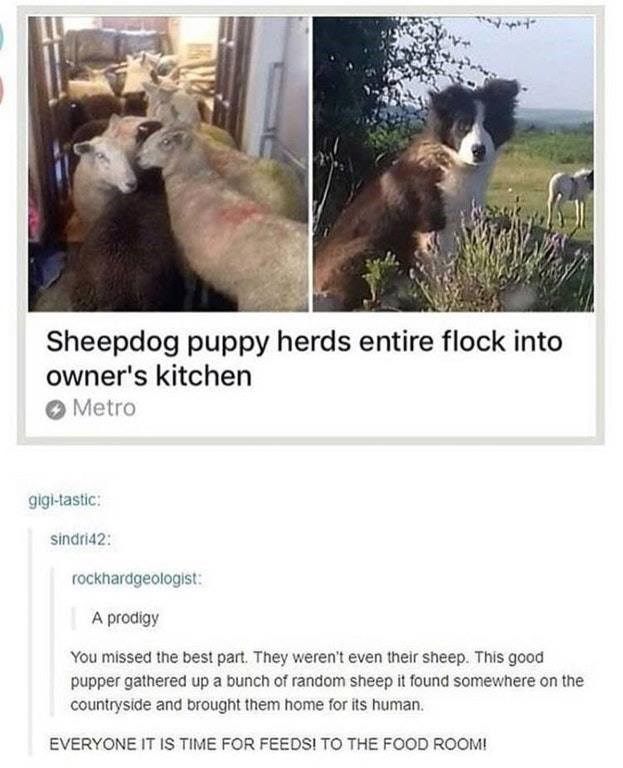 Sheepdog puppy herds entire flock into
owner's kitchen
Metro
gigi-tastic:
sindri42:
rockhardgeologist:
A prodigy
You missed the best part. They weren't even their sheep. This good
pupper gathered up a bunch of random sheep it found somewhere on the
countryside and brought them home for its human.
EVERYONE IT IS TIME FOR FEEDS! TO THE FOOD ROOM!